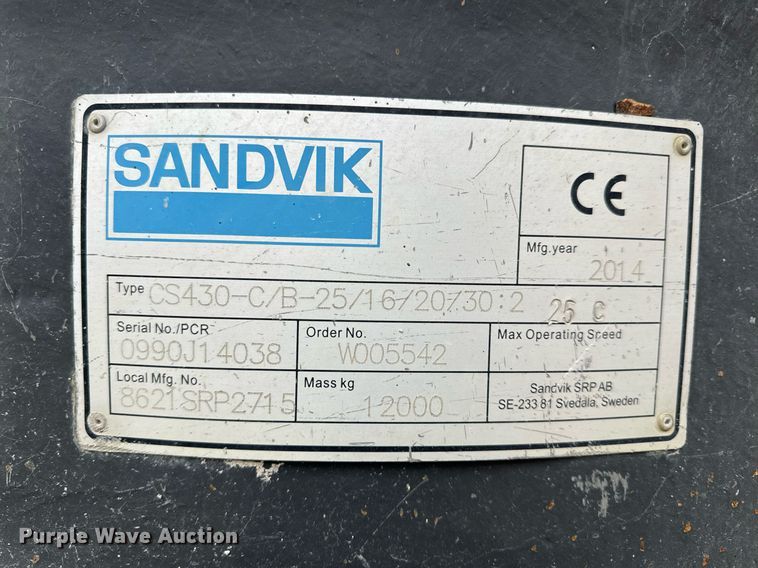 SANDVIK
CE
Mfg.year
2014
Type CS430-C/B-25/16/20/30:2 25 C
Serial No./PCR
0990J14038
Order No.
W005542
Max Operating Speed
Local Mfg. No.
8621SRP2715
Mass kg
12000
Sandvik SRP AB
SE-233 81 Svedala, Sweden
Purple Wave Auction